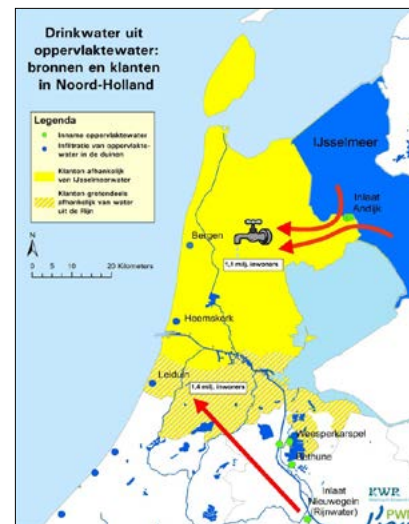 Drinkwater uit
oppervlaktewater:
bronnen en klanten
in Noord-Holland
Legenda
Inname oppervlaktewater
Infiltratie van oppervlakte-
water in de duinen
Klanten afhankelijk
van IJsselmeerwater
Klanten grotendeels
afhankelijk van water
uit de Rijn
N
0 5 10 20 Kilometers
IJsselmeer
Inlaat
Andijk
Bergen
1,1 milj. inwoners
Heemskerk
Leiduin
1,4 milj. inwoners
Weesperkarspel
Bethune
Inlaat
Nieuwegein
(Rijnwater)
KWR
PWN